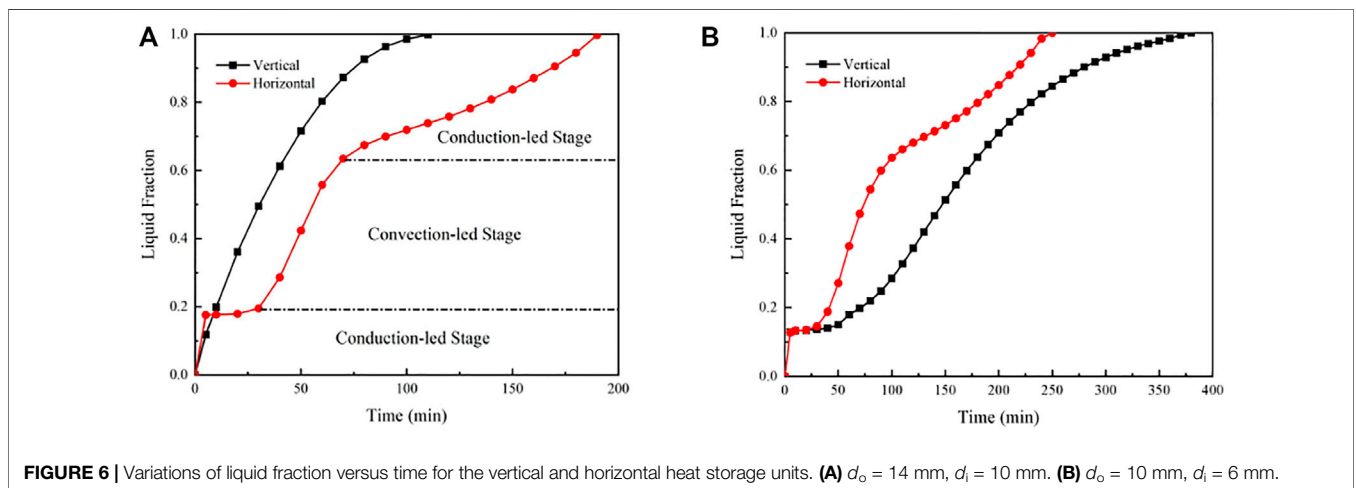 A
1.0
0.8
0.6
0.4
0.2
0.0
Liquid Fraction
Vertical
Horizontal
Conduction-led Stage
Convection-led Stage
Conduction-led Stage
0
50
100
150
200
Time (min)
B
1.0
0.8
0.6
0.4
0.2
0.0
Liquid Fraction
Vertical
Horizontal
0
50
100
150
200
250
300
350
400
Time (min)
FIGURE 6 | Variations of liquid fraction versus time for the vertical and horizontal heat storage units. (A) do = 14 mm, di = 10 mm. (B) do = 10 mm, di = 6 mm.